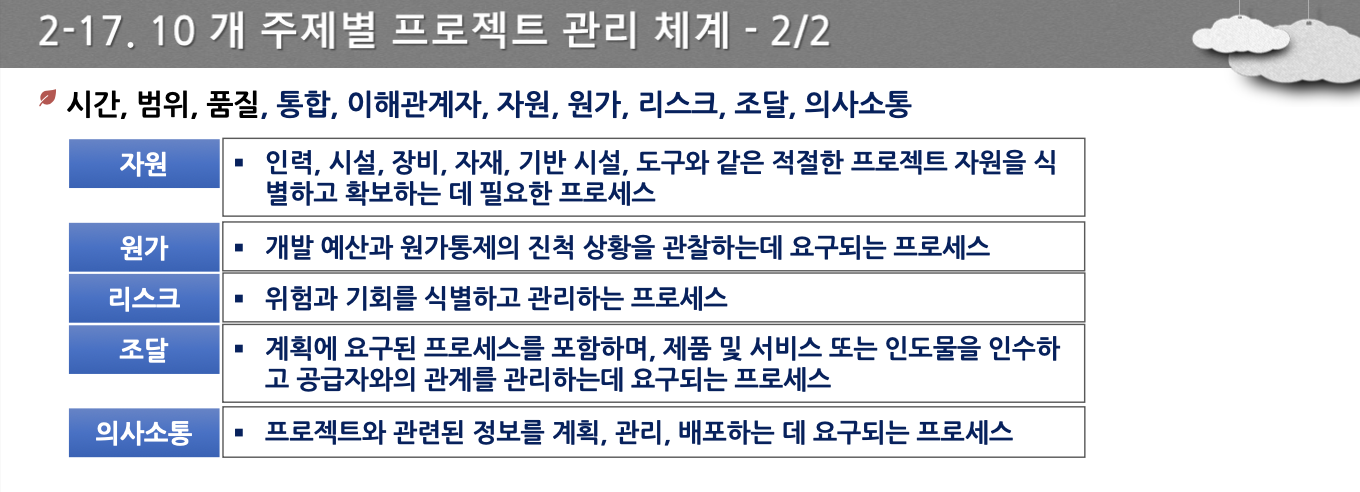 2-17. 10 개 주제별 프로젝트 관리 체계 - 2/2
시간, 범위, 품질, 통합, 이해관계자, 자원, 원가, 리스크, 조달, 의사소통
자원
▪ 인력, 시설, 장비, 자재, 기반 시설, 도구와 같은 적절한 프로젝트 자원을 식
별하고 확보하는 데 필요한 프로세스
원가
▪ 개발 예산과 원가통제의 진척 상황을 관찰하는데 요구되는 프로세스
리스크
▪ 위험과 기회를 식별하고 관리하는 프로세스
조달
▪ 계획에 요구된 프로세스를 포함하며, 제품 및 서비스 또는 인도물을 인수하
고 공급자와의 관계를 관리하는데 요구되는 프로세스
의사소통
▪ 프로젝트와 관련된 정보를 계획, 관리, 배포하는 데 요구되는 프로세스